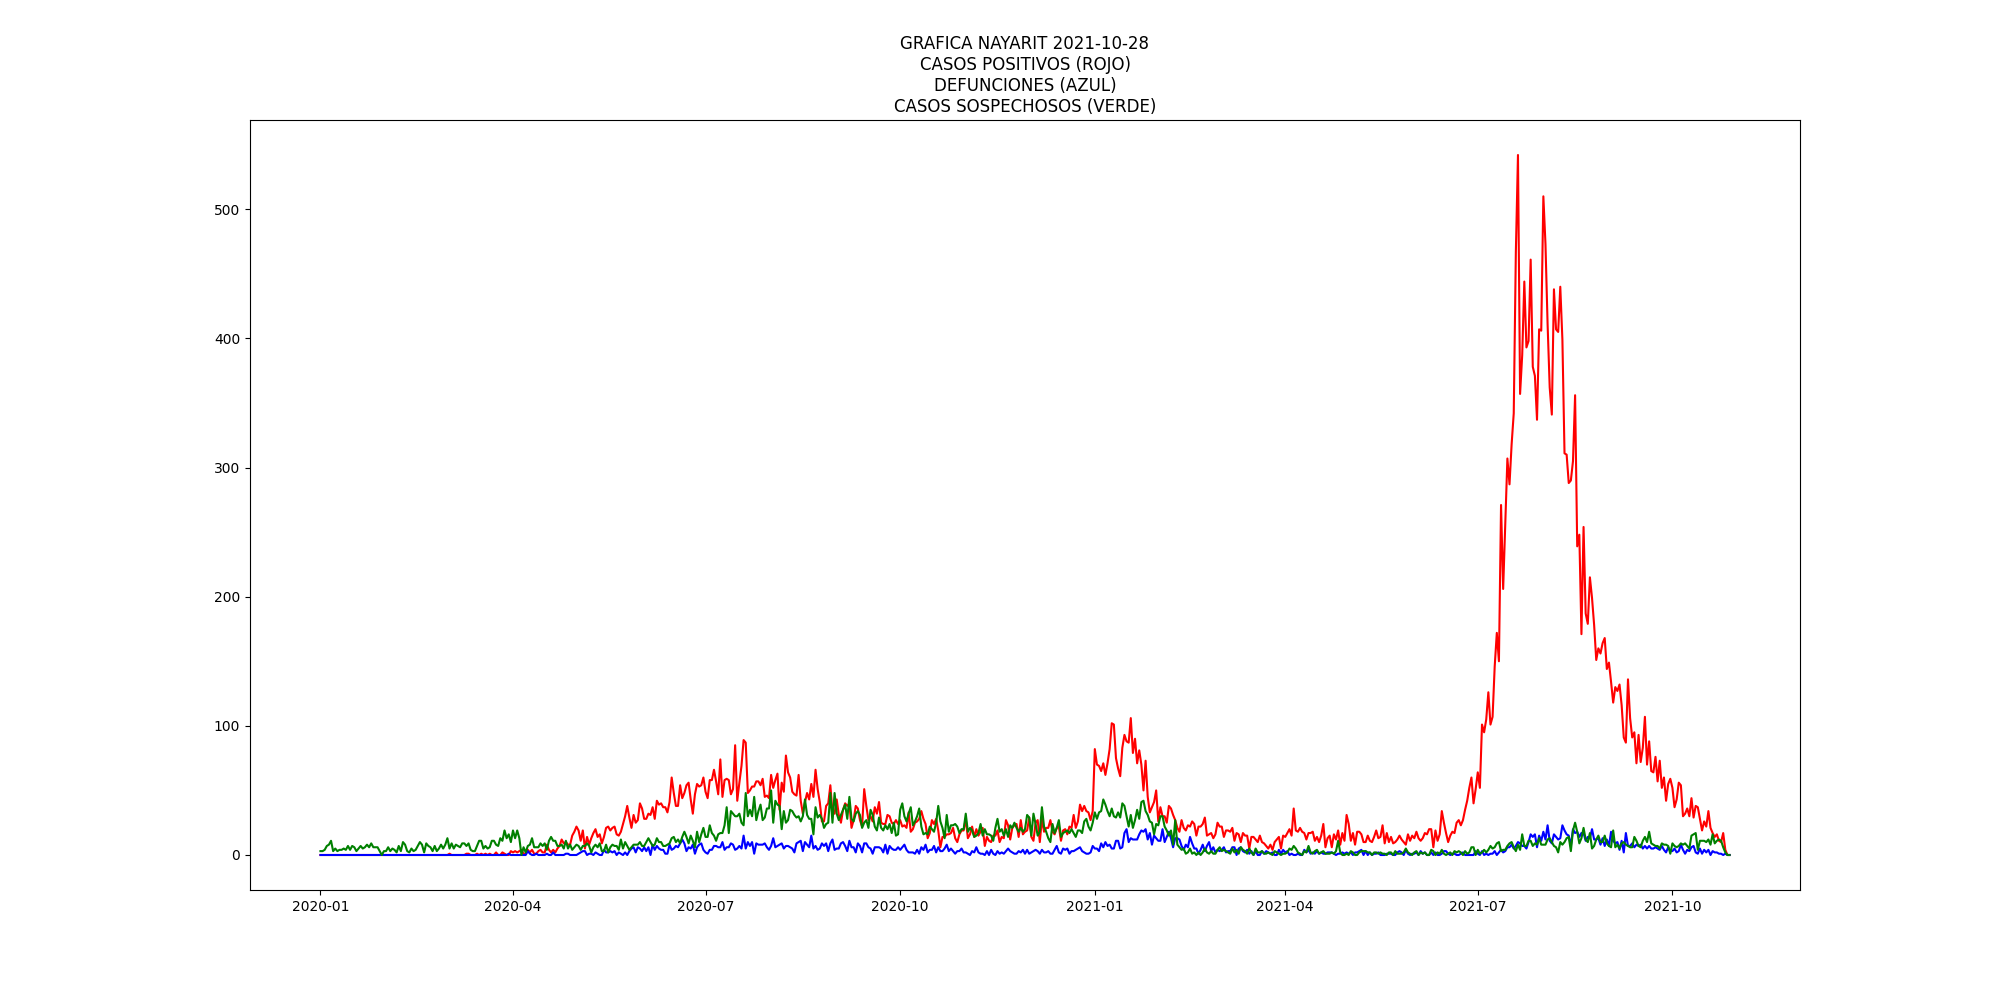 GRAFICA NAYARIT 2021-10-28
CASOS POSITIVOS (ROJO)
DEFUNCIONES (AZUL)
CASOS SOSPECHOSOS (VERDE)
500
400
300
200
100
0
2020-01 2020-04 2020-07 2020-10 2021-01 2021-04 2021-07 2021-10